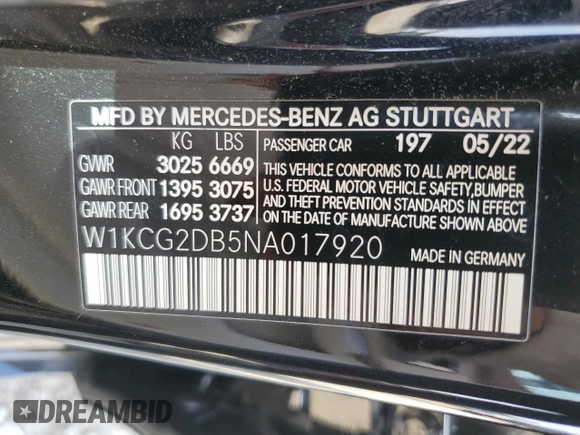 MFD BY MERCEDES-BENZ AG STUTTGART
KG LBS PASSENGER CAR 197 05/22
GVWR 3025 6669
GAWR FRONT 1395 3075
GAWR REAR 1695 3737
THIS VEHICLE CONFORMS TO ALL APPLICABLE
U.S. FEDERAL MOTOR VEHICLE SAFETY, BUMPER
AND THEFT PREVENTION STANDARDS IN EFFECT
ON THE DATE OF MANUFACTURE SHOWN ABOVE.
W1KCG2DB5NA017920
MADE IN GERMANY
DREAMBID